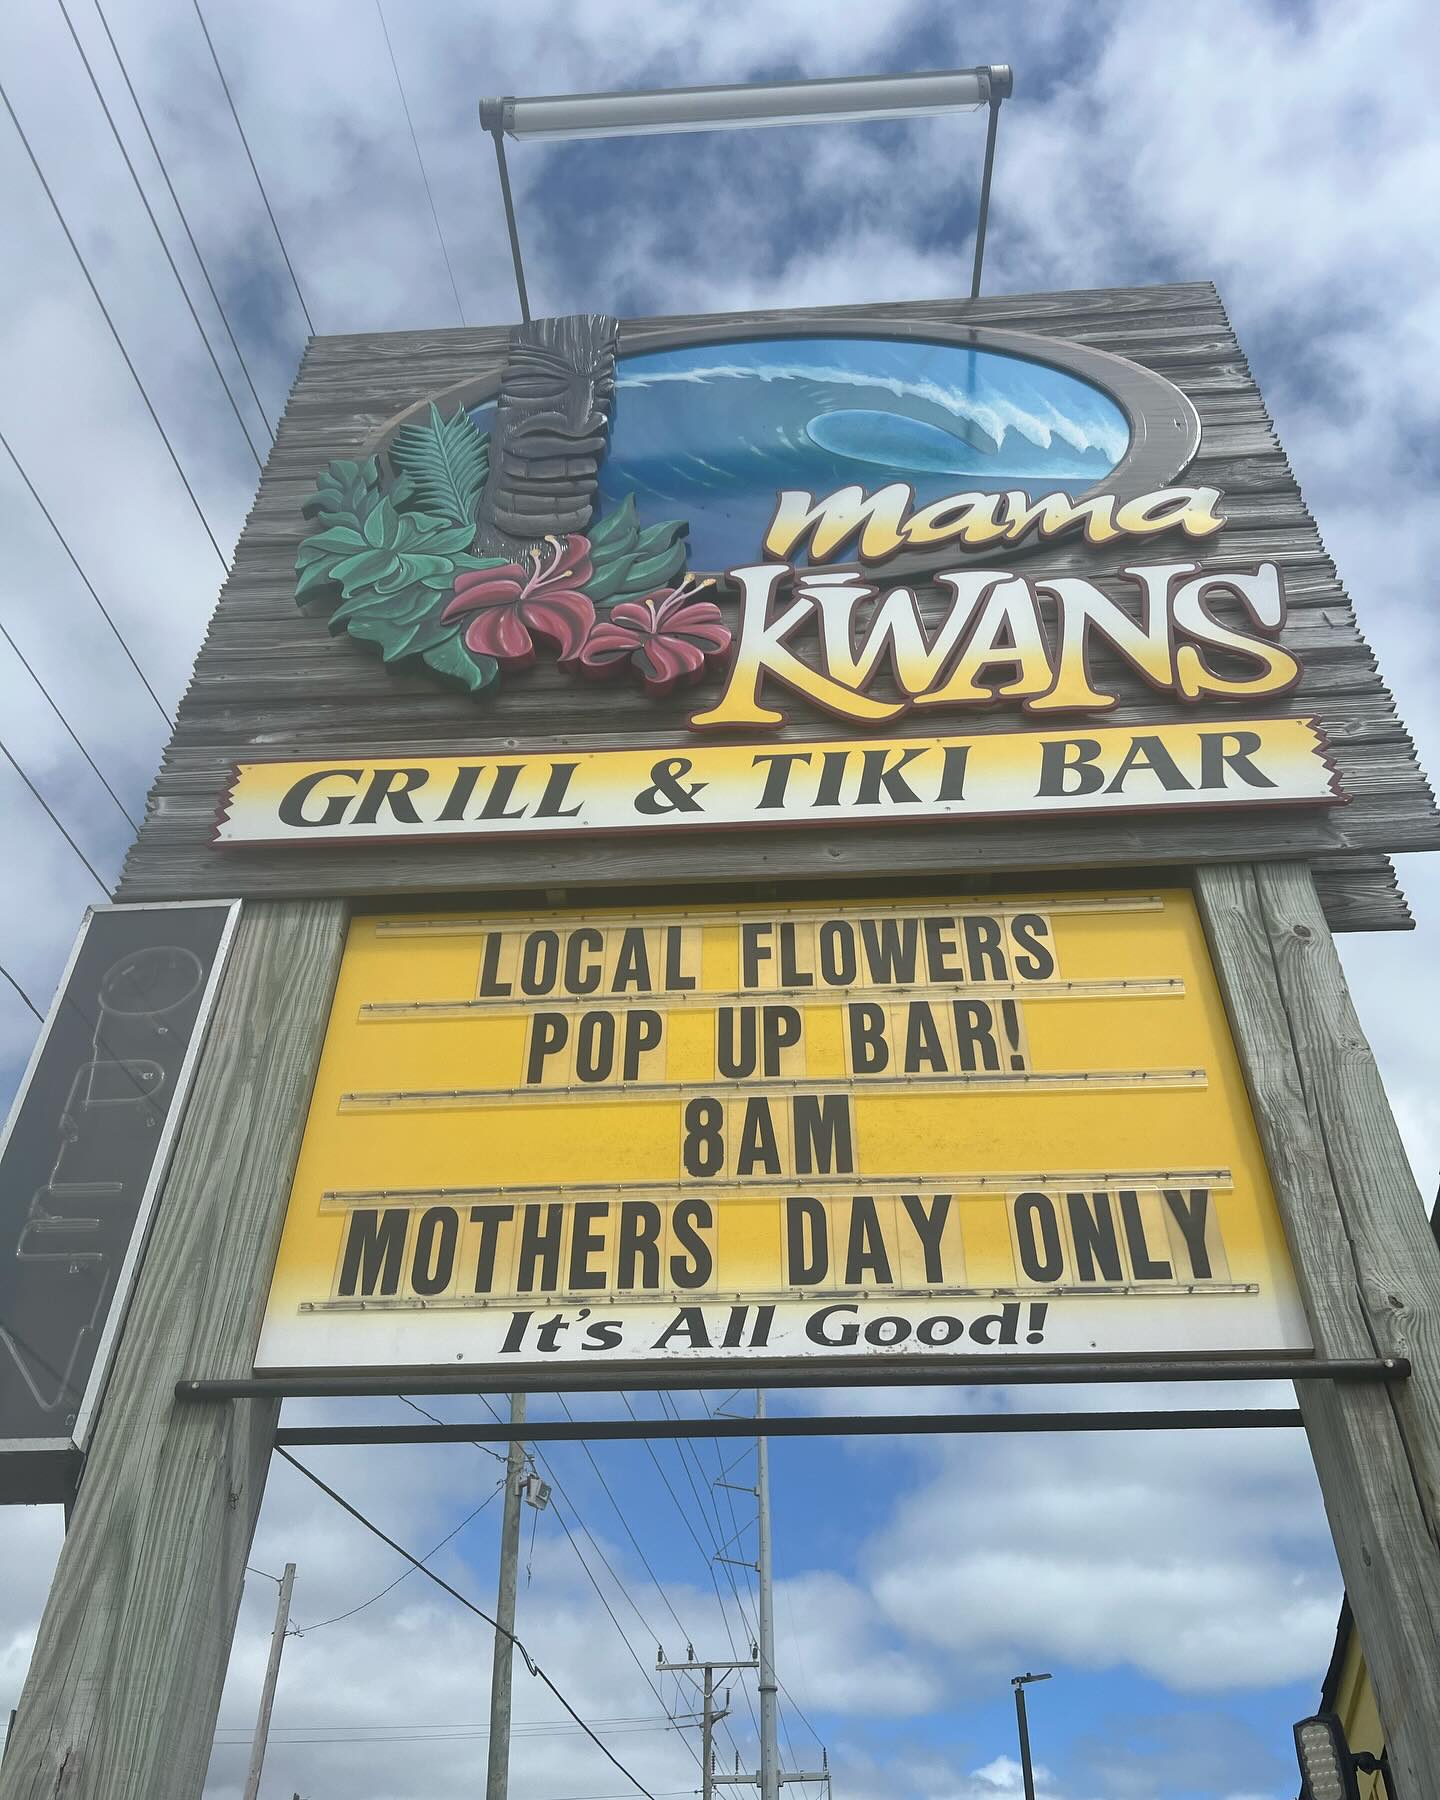 mama
KWANS
GRILL & TIKI BAR
LOCAL FLOWERS
POP UP BAR!
8AM
MOTHERS DAY ONLY
It's All Good!